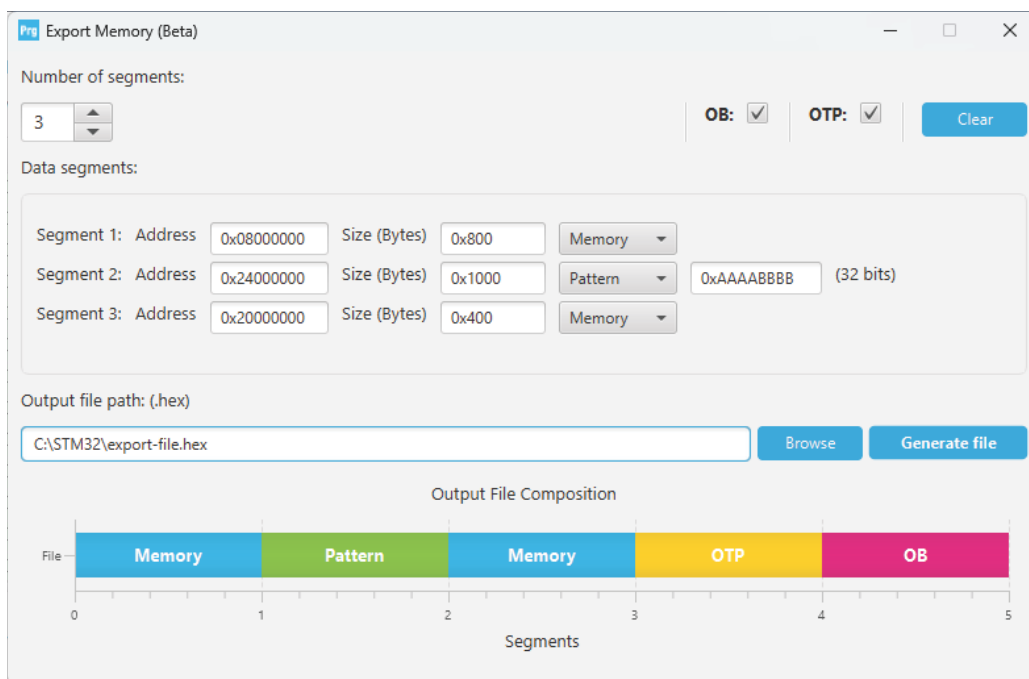 Prg Export Memory (Beta)
Number of segments:
3 OB: OTP: Clear
Data segments:
Segment 1: Address 0x08000000 Size (Bytes) 0x800 Memory
Segment 2: Address 0x24000000 Size (Bytes) 0x1000 Pattern 0xAAAABBBB (32 bits)
Segment 3: Address 0x20000000 Size (Bytes) 0x400 Memory
Output file path: (.hex)
C:\STM32\export-file.hex Browse Generate file
Output File Composition
File Memory Pattern Memory OTP OB
0 1 2 3 4 5
Segments